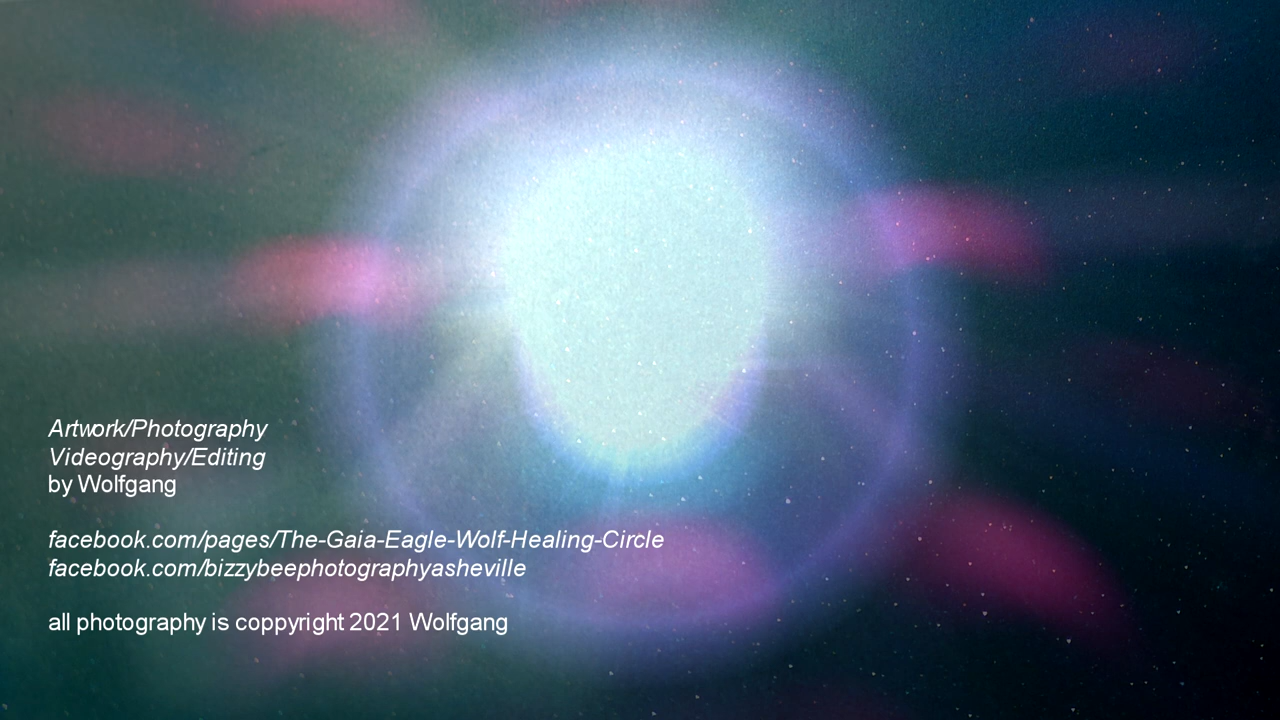 Artwork/Photography
Videography/Editing
by Wolfgang
facebook.com/pages/The-Gaia-Eagle-Wolf-Healing-Circle
facebook.com/bizzybeephotographyasheville
all photography is coppyright 2021 Wolfgang